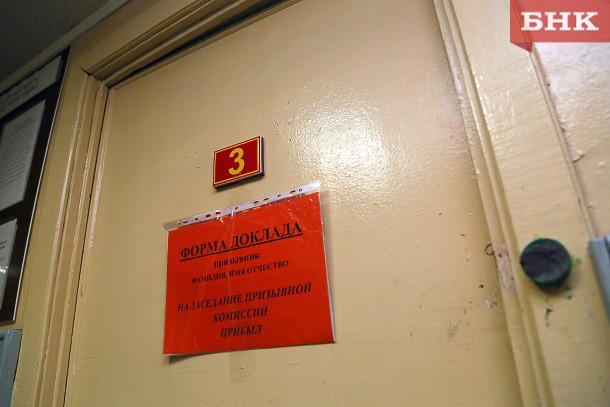 БНК
3
ФОРМА ДОКЛАДА
призывник
ФАМИЛИЯ, ИМЯ ОТЧЕСТВО
НА ЗАСЕДАНИЕ ПРИЗЫВНОЙ
КОМИССИИ
ПРИБЫЛ